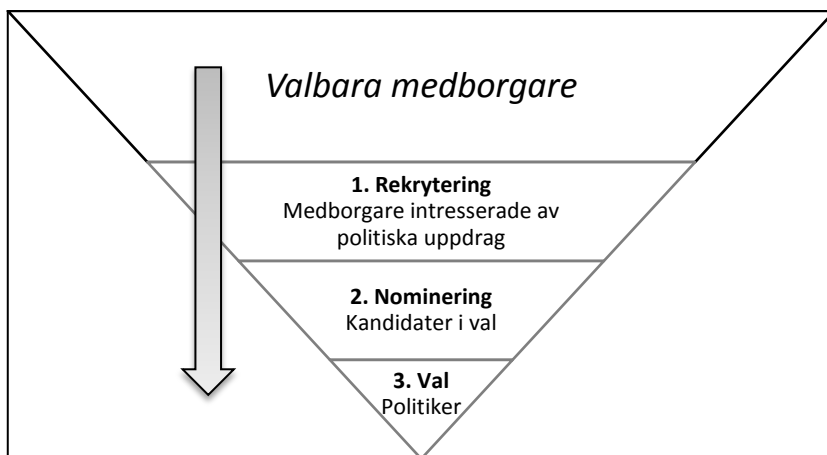 Valbara medborgare
1. Rekrytering
Medborgare intresserade av
politiska uppdrag
2. Nominering
Kandidater i val
3. Val
Politiker